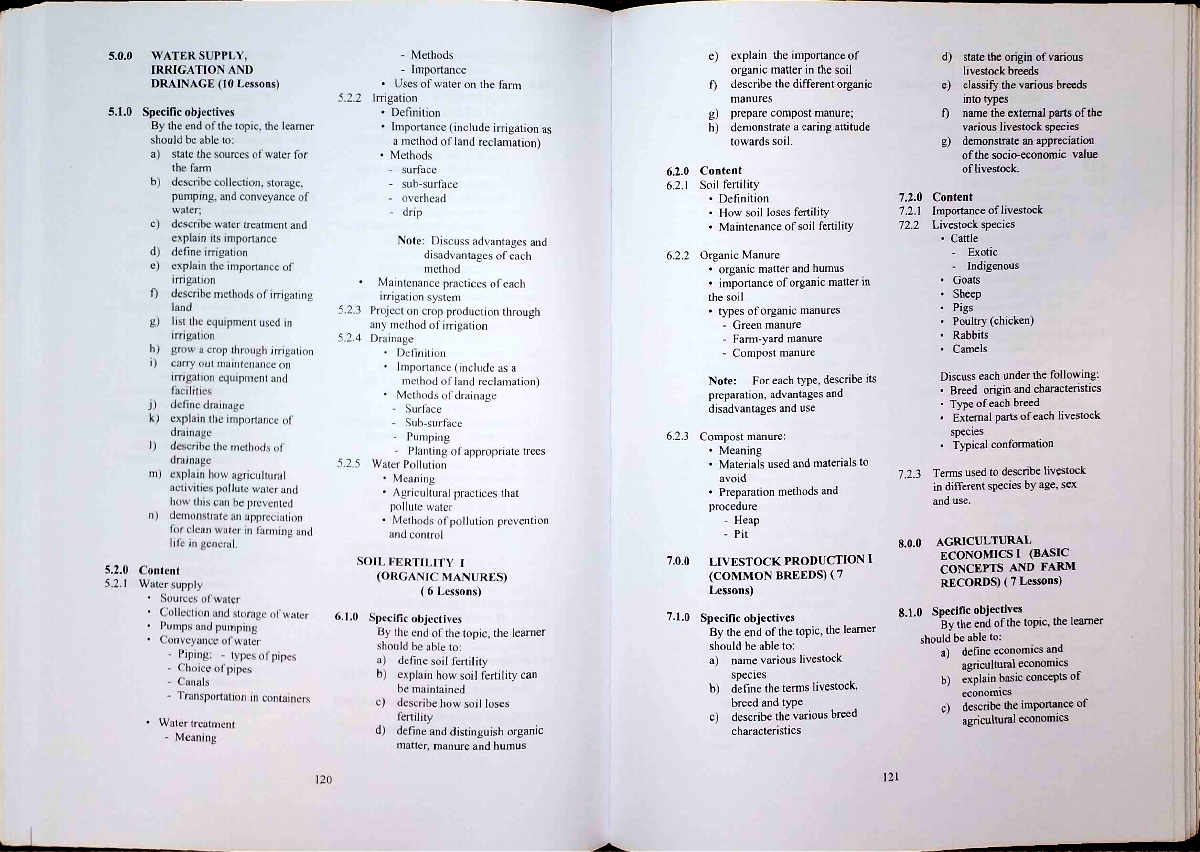 5.0.0 WATER SUPPLY,
IRRIGATION AND
DRAINAGE (10 Lessons)
5.1.0 Specific objectives
By the end of the topic, the learner
should be able to:
a) state the sources of water for
the farm
b) describe collection, storage,
pumping, and conveyance of
water;
c) describe water treatment and
explain its importance
d) define irrigation
e) explain the importance of
irrigation
f) describe methods of irrigating
land
g) list the equipment used in
irrigation
h) grow a crop through irrigation
i) carry out maintenance on
irrigation equipment and
facilities
j) define drainage
k) explain the importance of
drainage
l) describe the methods of
drainage
m) explain how agricultural
activities pollute water and
how this can be prevented
n) demonstrate an appreciation
for clean water in farming and
life in general.
5.2.0 Content
5.2.1 Water supply
• Sources of water
• Collection and storage of water
• Pumps and pumping
• Conveyance of water
- Piping: - types of pipes
- Choice of pipes
- Canals
- Transportation in containers
• Water treatment
- Meaning
- Methods
- Importance
• Uses of water on the farm
5.2.2 Irrigation
• Definition
• Importance (include irrigation as
a method of land reclamation)
• Methods
- surface
- sub-surface
- overhead
- drip
Note: Discuss advantages and
disadvantages of each
method
• Maintenance practices of each
irrigation system
5.2.3 Project on crop production through
any method of irrigation
5.2.4 Drainage
• Definition
• Importance (include as a
method of land reclamation)
• Methods of drainage
- Surface
- Sub-surface
- Pumping
- Planting of appropriate trees
5.2.5 Water Pollution
• Meaning
• Agricultural practices that
pollute water
• Methods of pollution prevention
and control
SOIL FERTILITY I
(ORGANIC MANURES)
( 6 Lessons)
6.1.0 Specific objectives
By the end of the topic, the learner
should be able to:
a) define soil fertility
b) explain how soil fertility can
be maintained
c) describe how soil loses
fertility
d) define and distinguish organic
matter, manure and humus
120
e) explain the importance of
organic matter in the soil
f) describe the different organic
manures
g) prepare compost manure;
h) demonstrate a caring attitude
towards soil.
6.2.0 Content
6.2.1 Soil fertility
• Definition
• How soil loses fertility
• Maintenance of soil fertility
6.2.2 Organic Manure
• organic matter and humus
• importance of organic matter in
the soil
• types of organic manures
- Green manure
- Farm-yard manure
- Compost manure
Note: For each type, describe its
preparation, advantages and
disadvantages and use
6.2.3 Compost manure:
• Meaning
• Materials used and materials to
avoid
• Preparation methods and
procedure
- Heap
- Pit
7.0.0 LIVESTOCK PRODUCTION I
(COMMON BREEDS) ( 7
Lessons)
7.1.0 Specific objectives
By the end of the topic, the learner
should be able to:
a) name various livestock
species
b) define the terms livestock,
breed and type
c) describe the various breed
characteristics
d) state the origin of various
livestock breeds
e) classify the various breeds
into types
f) name the external parts of the
various livestock species
g) demonstrate an appreciation
of the socio-economic value
of livestock.
7.2.0 Content
7.2.1 Importance of livestock
72.2 Livestock species
• Cattle
- Exotic
- Indigenous
• Goats
• Sheep
• Pigs
• Poultry (chicken)
• Rabbits
• Camels
Discuss each under the following:
• Breed origin and characteristics
• Type of each breed
• External parts of each livestock
species
• Typical conformation
7.2.3 Terms used to describe livestock
in different species by age, sex
and use.
8.0.0 AGRICULTURAL
ECONOMICS I (BASIC
CONCEPTS AND FARM
RECORDS) ( 7 Lessons)
8.1.0 Specific objectives
By the end of the topic, the learner
should be able to:
a) define economics and
agricultural economics
b) explain basic concepts of
economics
c) describe the importance of
agricultural economics
121